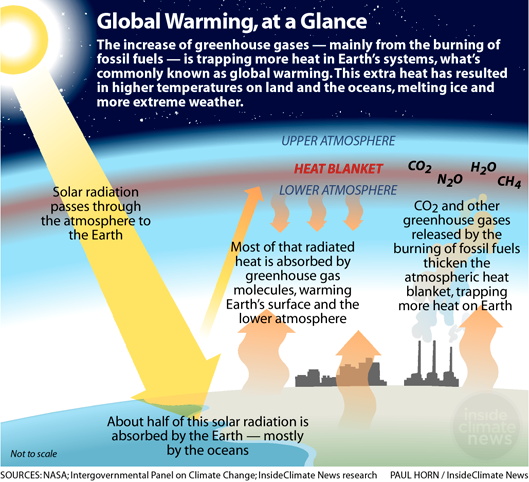 Global Warming, at a Glance
The increase of greenhouse gases — mainly from the burning of
fossil fuels — is trapping more heat in Earth's systems, what's
commonly known as global warming. This extra heat has resulted
in higher temperatures on land and the oceans, melting ice and
more extreme weather.
UPPER ATMOSPHERE
HEAT BLANKET
LOWER ATMOSPHERE
CO2
N2O
H2O
CH4
Solar radiation
passes through
the atmosphere to
the Earth
Most of that radiated
heat is absorbed by
greenhouse gas
molecules, warming
Earth's surface and the
lower atmosphere
CO2 and other
greenhouse gases
released by the
burning of fossil fuels
thicken the
atmospheric heat
blanket, trapping
more heat on Earth
About half of this solar radiation is
absorbed by the Earth — mostly
by the oceans
Not to scale
inside
climate
news
SOURCES: NASA; Intergovernmental Panel on Climate Change; InsideClimate News research
PAUL HORN / InsideClimate News